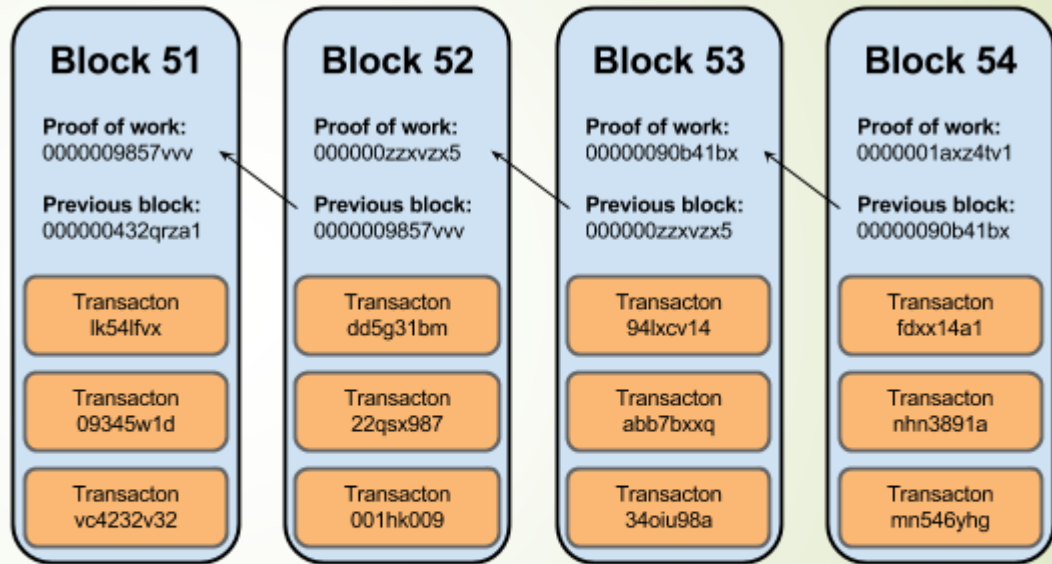 Block 51
Proof of work:
0000009857vvv
Previous block:
000000432qrza1
Transacton
lk54lfvx
Transacton
09345w1d
Transacton
vc4232v32
Block 52
Proof of work:
000000zzxvzx5
Previous block:
0000009857vvv
Transacton
dd5g31bm
Transacton
22qsx987
Transacton
001hk009
Block 53
Proof of work:
00000090b41bx
Previous block:
000000zzxvzx5
Transacton
94lxcv14
Transacton
abb7bxxq
Transacton
34oiu98a
Block 54
Proof of work:
0000001axz4tv1
Previous block:
00000090b41bx
Transacton
fdxx14a1
Transacton
nhn3891a
Transacton
mn546yhg